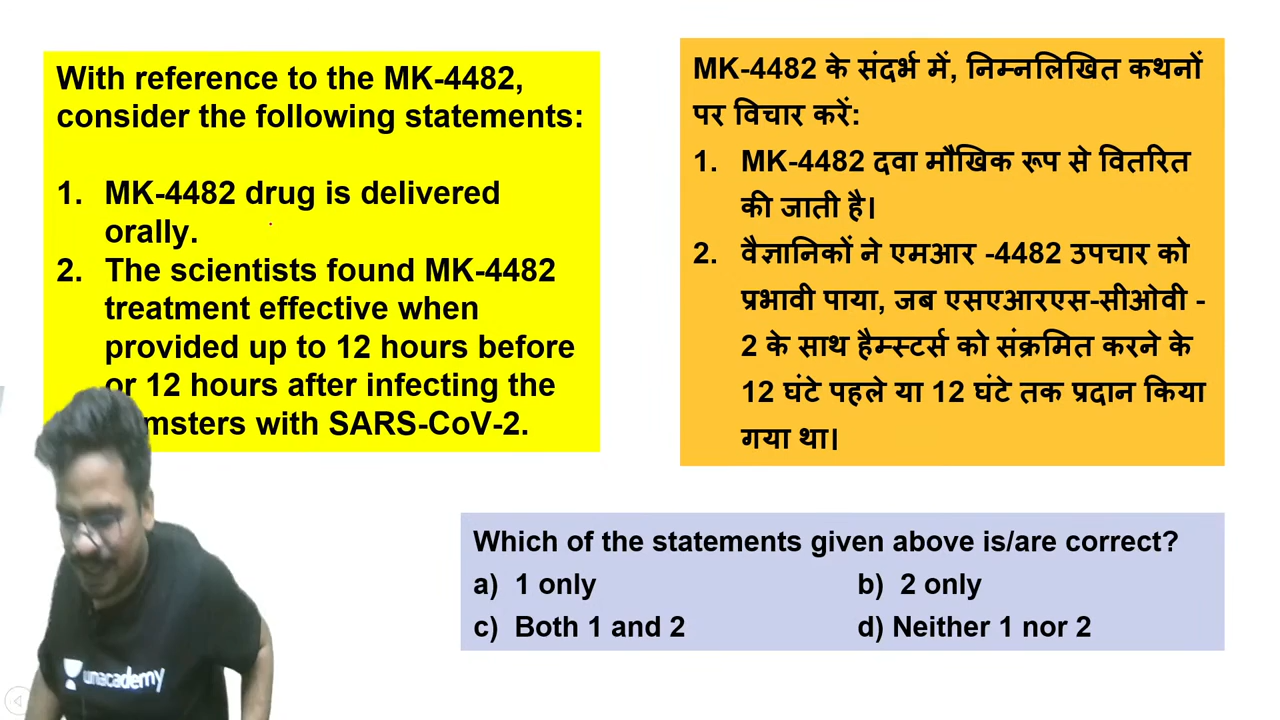 With reference to the MK-4482,
consider the following statements:
1. MK-4482 drug is delivered
orally.
2. The scientists found MK-4482
treatment effective when
provided up to 12 hours before
or 12 hours after infecting the
msters with SARS-CoV-2.
MK-4482 के संदर्भ में, निम्नलिखित कथनों
पर विचार करें:
1. MK-4482 दवा मौखिक रूप से वितरित
की जाती है।
2. वैज्ञानिकों ने एमआर -4482 उपचार को
प्रभावी पाया, जब एसएआरएस-सीओवी -
2 के साथ हैम्स्टर्स को संक्रमित करने के
12 घंटे पहले या 12 घंटे तक प्रदान किया
गया था।
Which of the statements given above is/are correct?
a) 1 only b) 2 only
c) Both 1 and 2 d) Neither 1 nor 2
unacademy